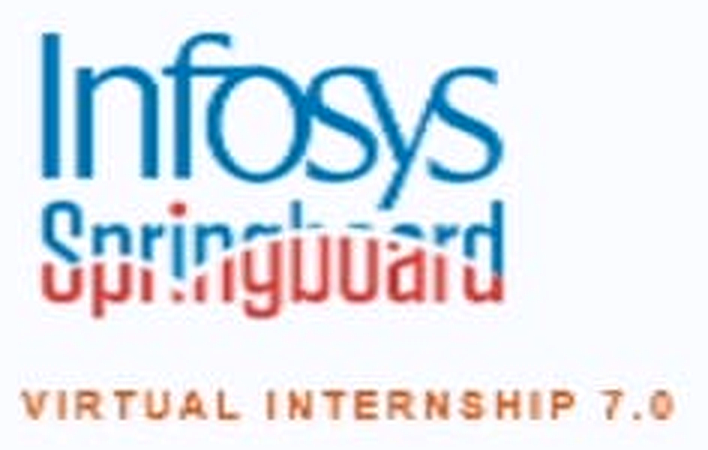 Infosys
Springboard
VIRTUAL INTERNSHIP 7.0